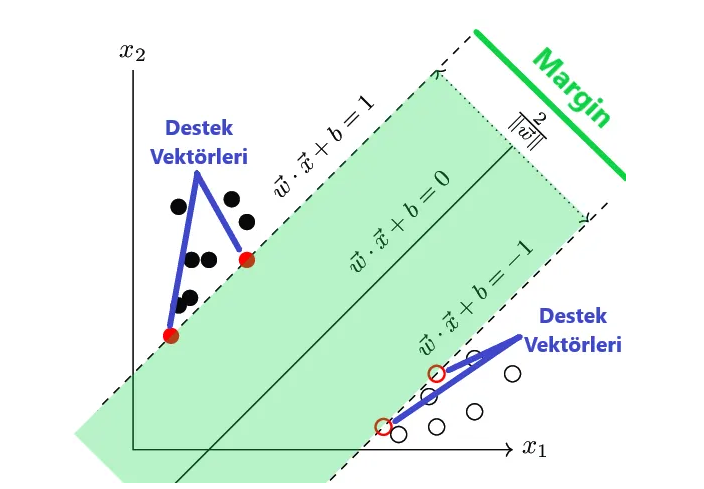 x₂
Destek
Vektörleri
w⃗ · x⃗ + b = 1
Margin
2
‖w⃗‖
w⃗ · x⃗ + b = 0
w⃗ · x⃗ + b = −1
Destek
Vektörleri
x₁